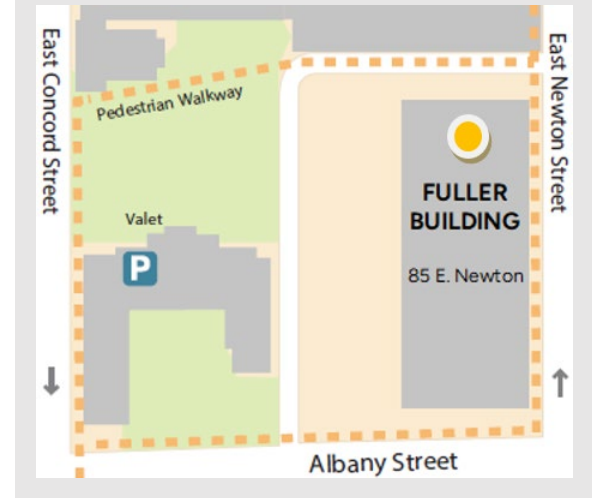 East Concord Street
East Newton Street
Pedestrian Walkway
FULLER
BUILDING
Valet
P
85 E. Newton
Albany Street